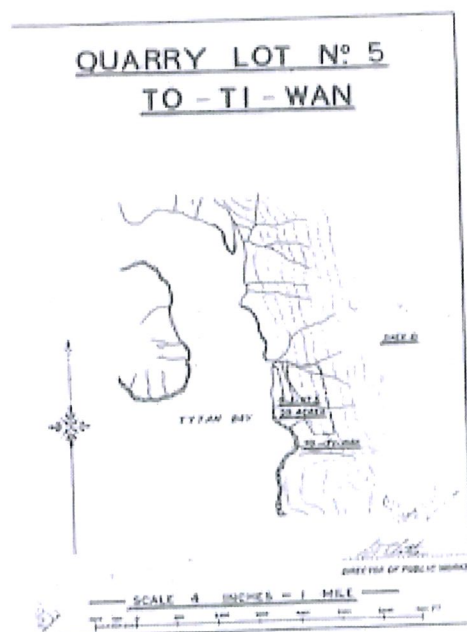 QUARRY LOT Nº 5
TO-TI-WAN
TYTAM BAY
20 ACRES
TO-TI-WAN
DIRECTOR OF PUBLIC WORKS
SCALE 4 INCHES = 1 MILE
FT